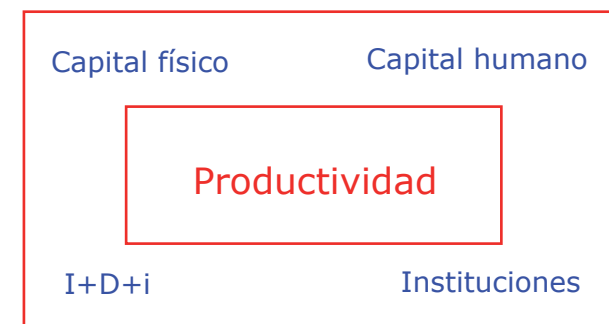 Capital físico
Capital humano
Productividad
I+D+i
Instituciones